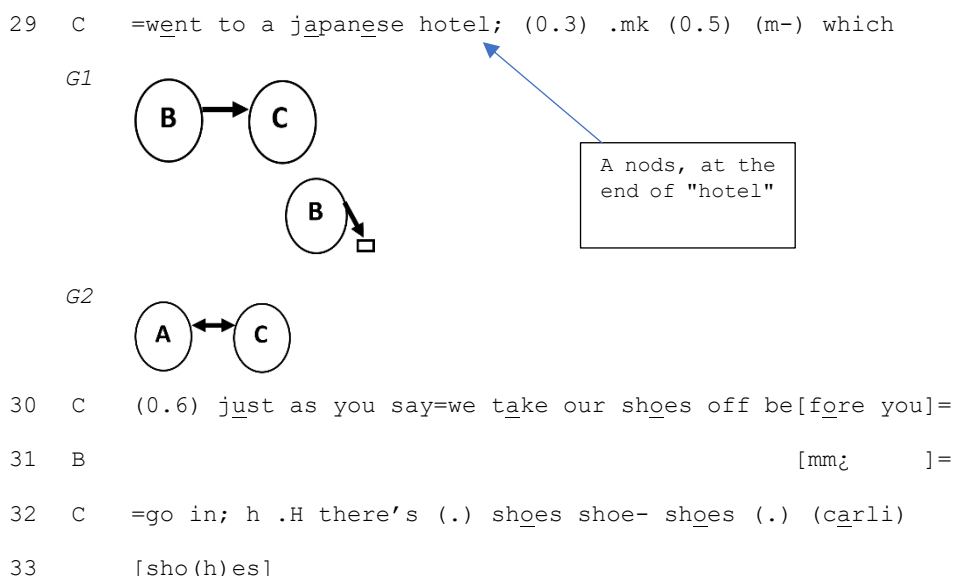 29 C =went to a japanese hotel; (0.3) .mk (0.5) (m-) which
G1
B C
A nods, at the
end of "hotel"
B
G2
A C
30 C (0.6) just as you say=we take our shoes off be[fore you]=
31 B [mm¿ ]=
32 C =go in; h .H there's (.) shoes shoe- shoes (.) (carli)
33 [sho(h)es]